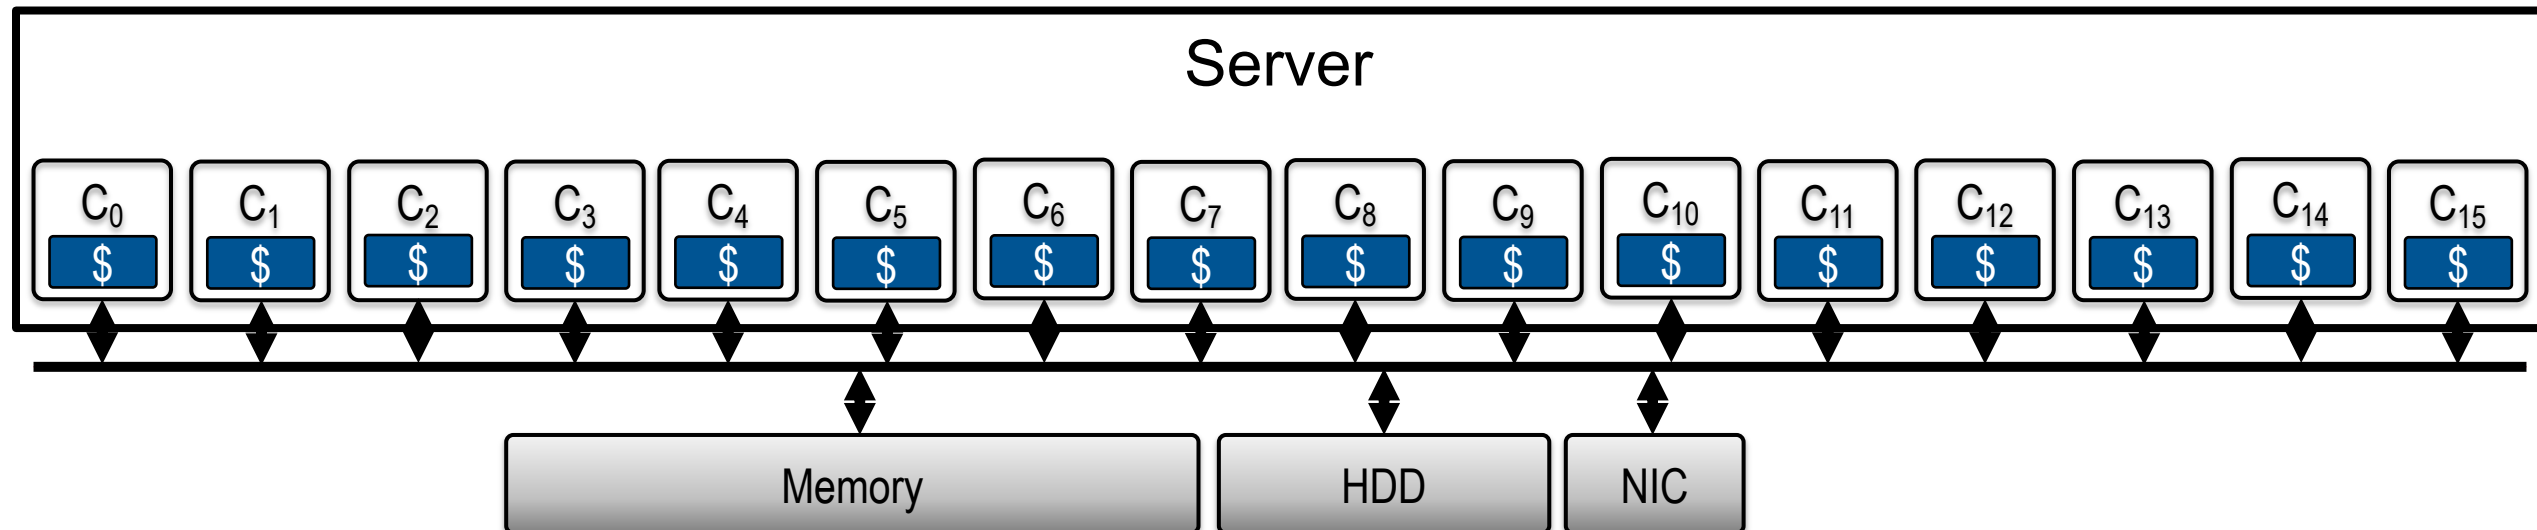 Server
C0 C1 C2 C3 C4 C5 C6 C7 C8 C9 C10 C11 C12 C13 C14 C15
$ $ $ $ $ $ $ $ $ $ $ $ $ $ $ $
Memory HDD NIC